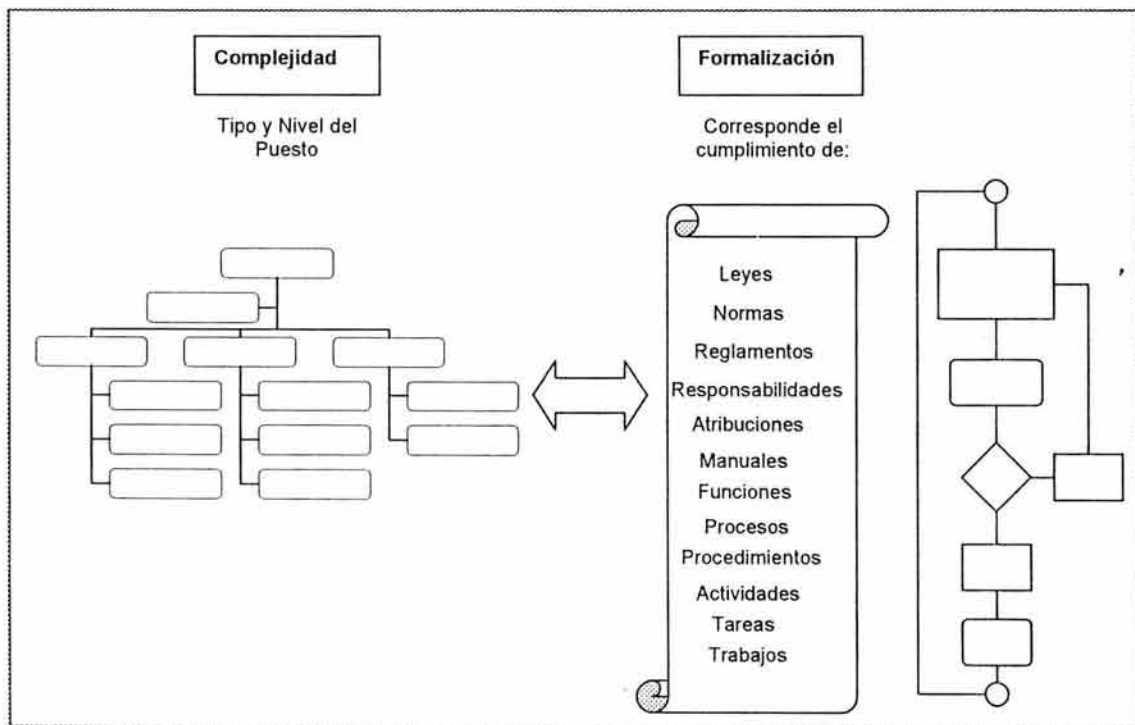 Complejidad
Tipo y Nivel del
Puesto
Formalización
Corresponde el
cumplimiento de:
Leyes
Normas
Reglamentos
Responsabilidades
Atribuciones
Manuales
Funciones
Procesos
Procedimientos
Actividades
Tareas
Trabajos